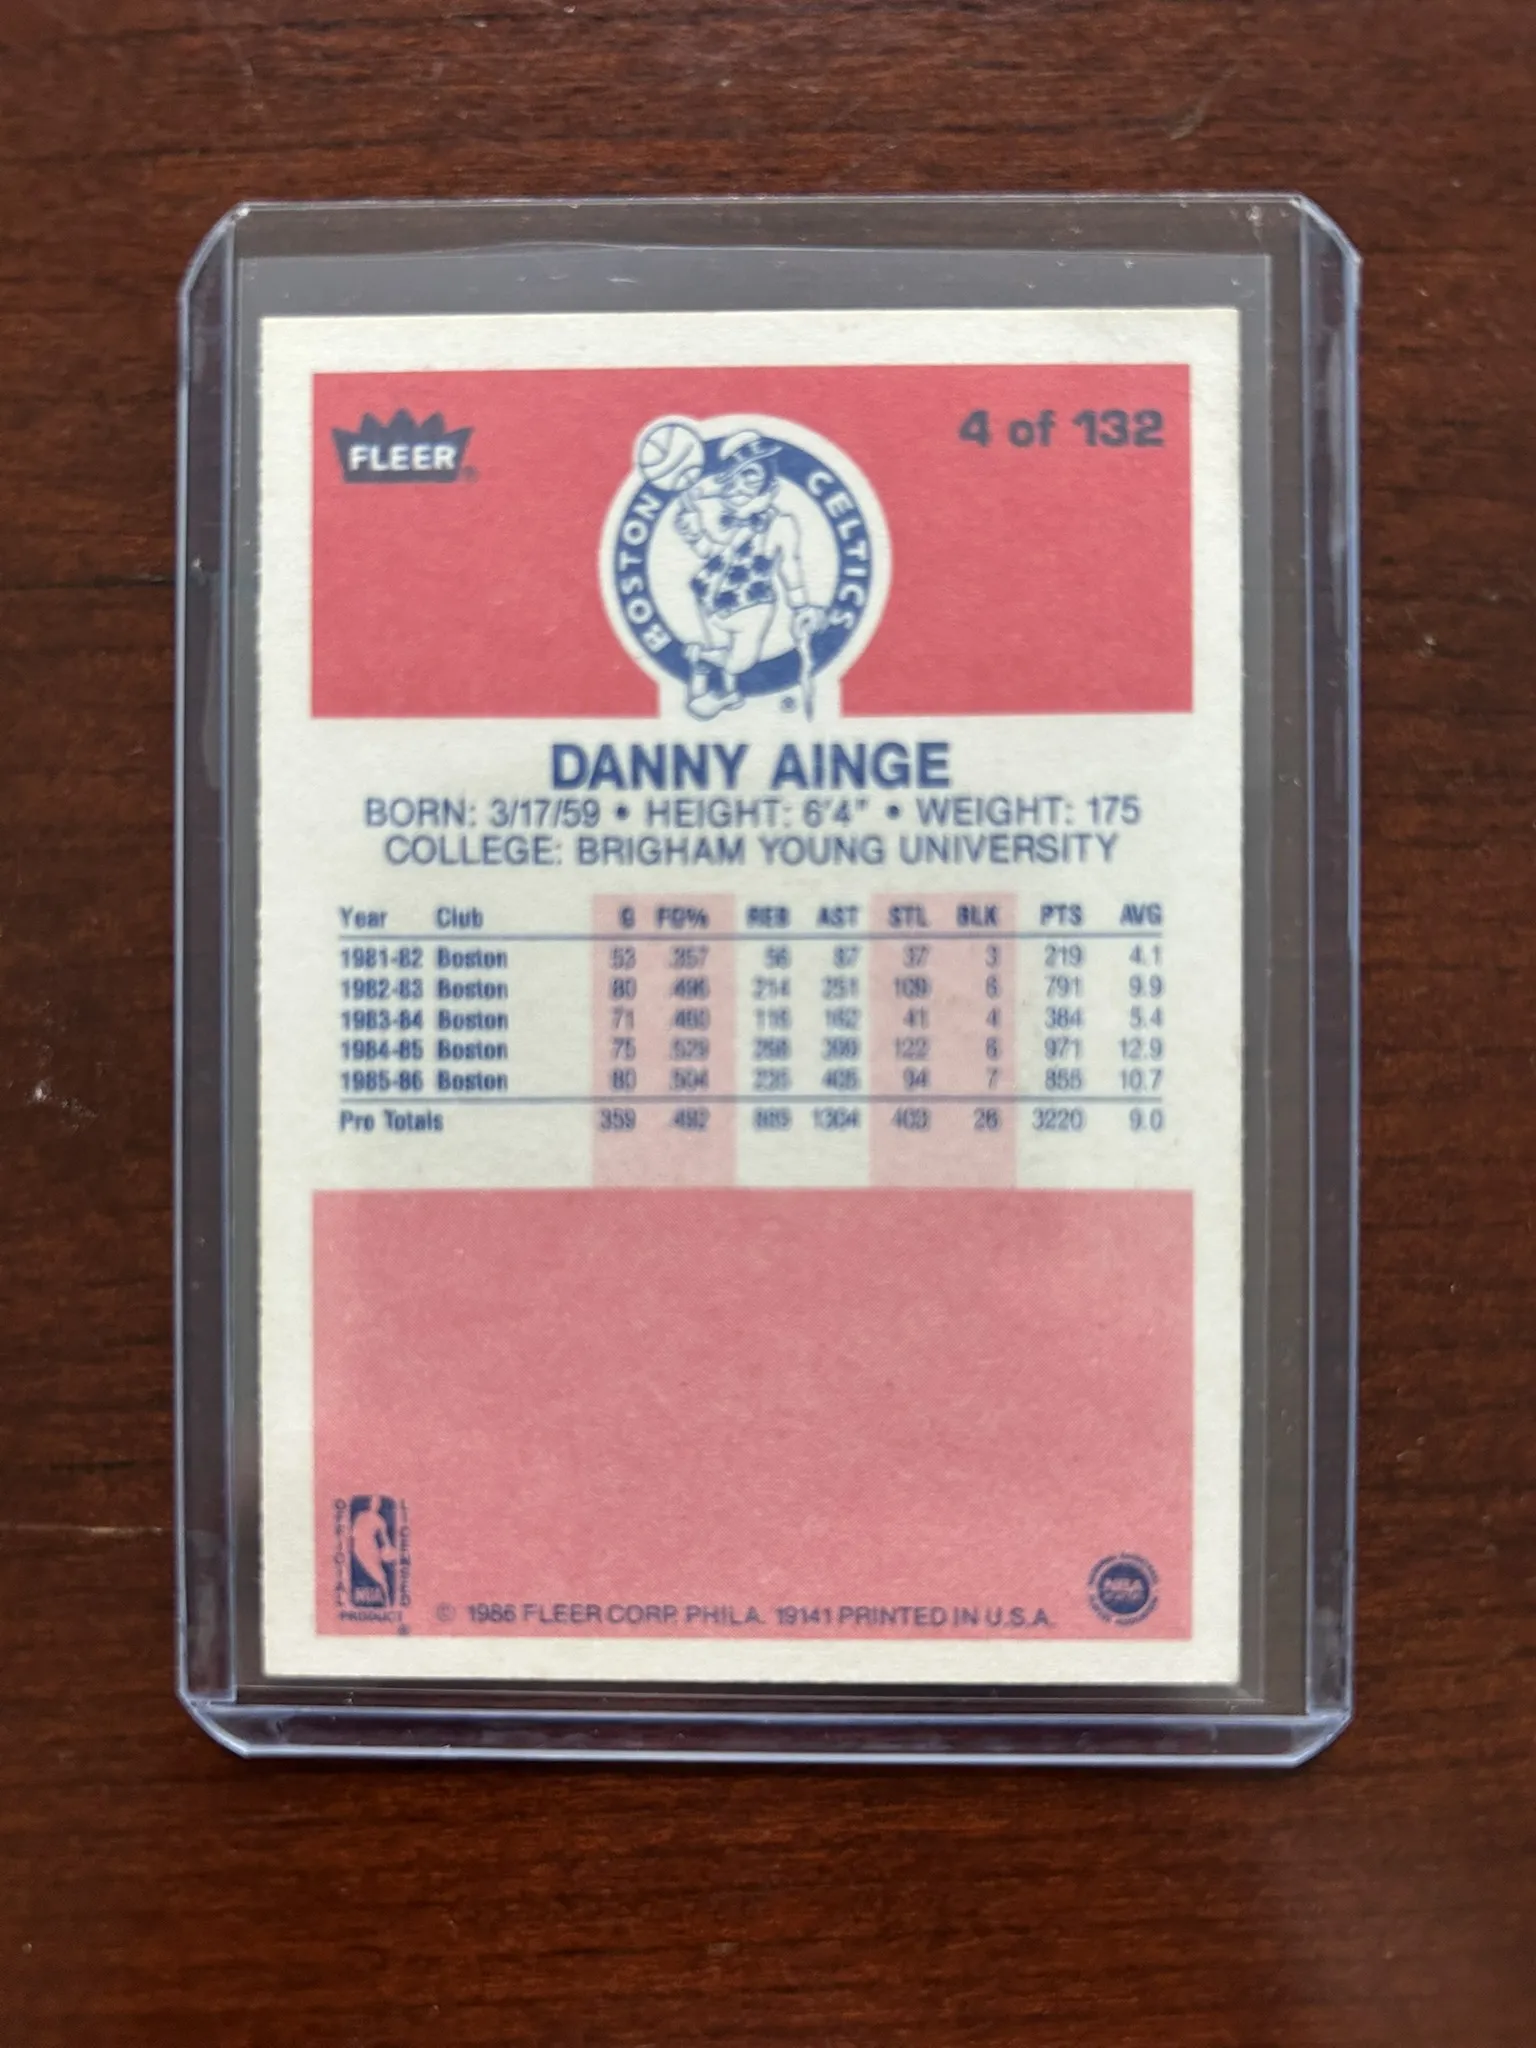 FLEER®
4 of 132
BOSTON CELTICS
®
DANNY AINGE
BORN: 3/17/59 • HEIGHT: 6'4" • WEIGHT: 175
COLLEGE: BRIGHAM YOUNG UNIVERSITY
Year Club G FG% REB AST STL BLK PTS AVG
1981-82 Boston 53 .357 56 87 37 3 219 4.1
1982-83 Boston 80 .496 214 251 109 6 791 9.9
1983-84 Boston 71 .460 116 162 41 4 384 5.4
1984-85 Boston 75 .529 268 399 122 6 971 12.9
1985-86 Boston 80 .504 235 405 94 7 855 10.7
Pro Totals 359 .492 889 1304 403 26 3220 9.0
OFFICIAL LICENSED
NBA
PRODUCT
®
© 1986 FLEER CORP. PHILA. 19141 PRINTED IN U.S.A.
NBA